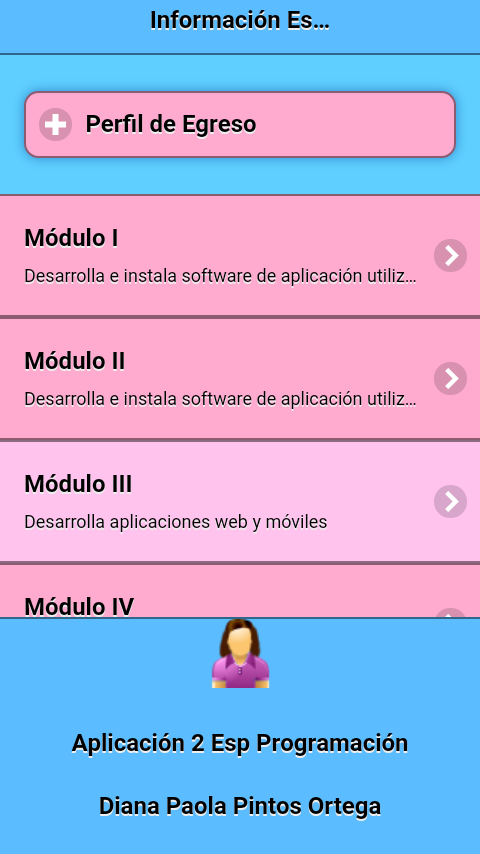 Información Es…
Perfil de Egreso
Módulo I
Desarrolla e instala software de aplicación utiliz…
Módulo II
Desarrolla e instala software de aplicación utiliz…
Módulo III
Desarrolla aplicaciones web y móviles
Módulo IV
Aplicación 2 Esp Programación
Diana Paola Pintos Ortega